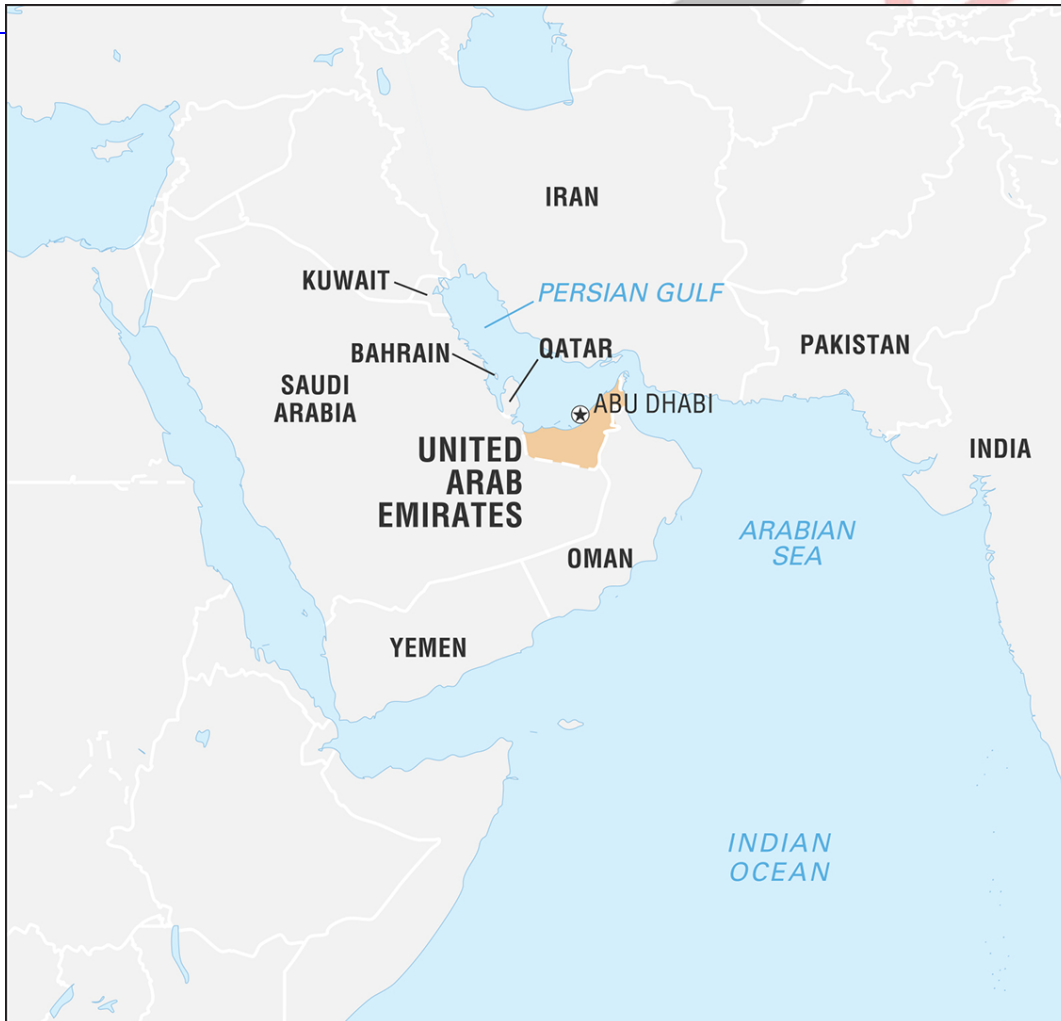 IRAN
KUWAIT
PERSIAN GULF
BAHRAIN
QATAR
PAKISTAN
SAUDI
ARABIA
ABU DHABI
UNITED
ARAB
EMIRATES
INDIA
ARABIAN
SEA
OMAN
YEMEN
INDIAN
OCEAN